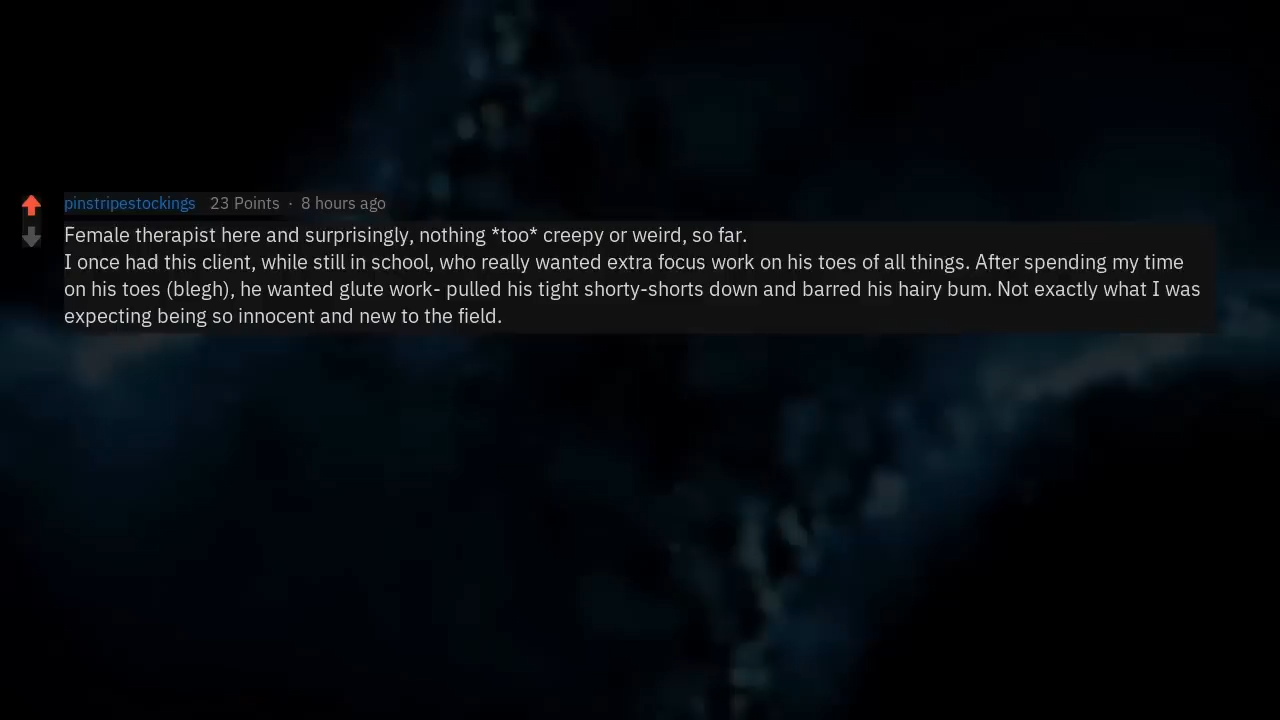 pinstripestockings 23 Points · 8 hours ago
Female therapist here and surprisingly, nothing *too* creepy or weird, so far.
I once had this client, while still in school, who really wanted extra focus work on his toes of all things. After spending my time
on his toes (blegh), he wanted glute work- pulled his tight shorty-shorts down and barred his hairy bum. Not exactly what I was
expecting being so innocent and new to the field.